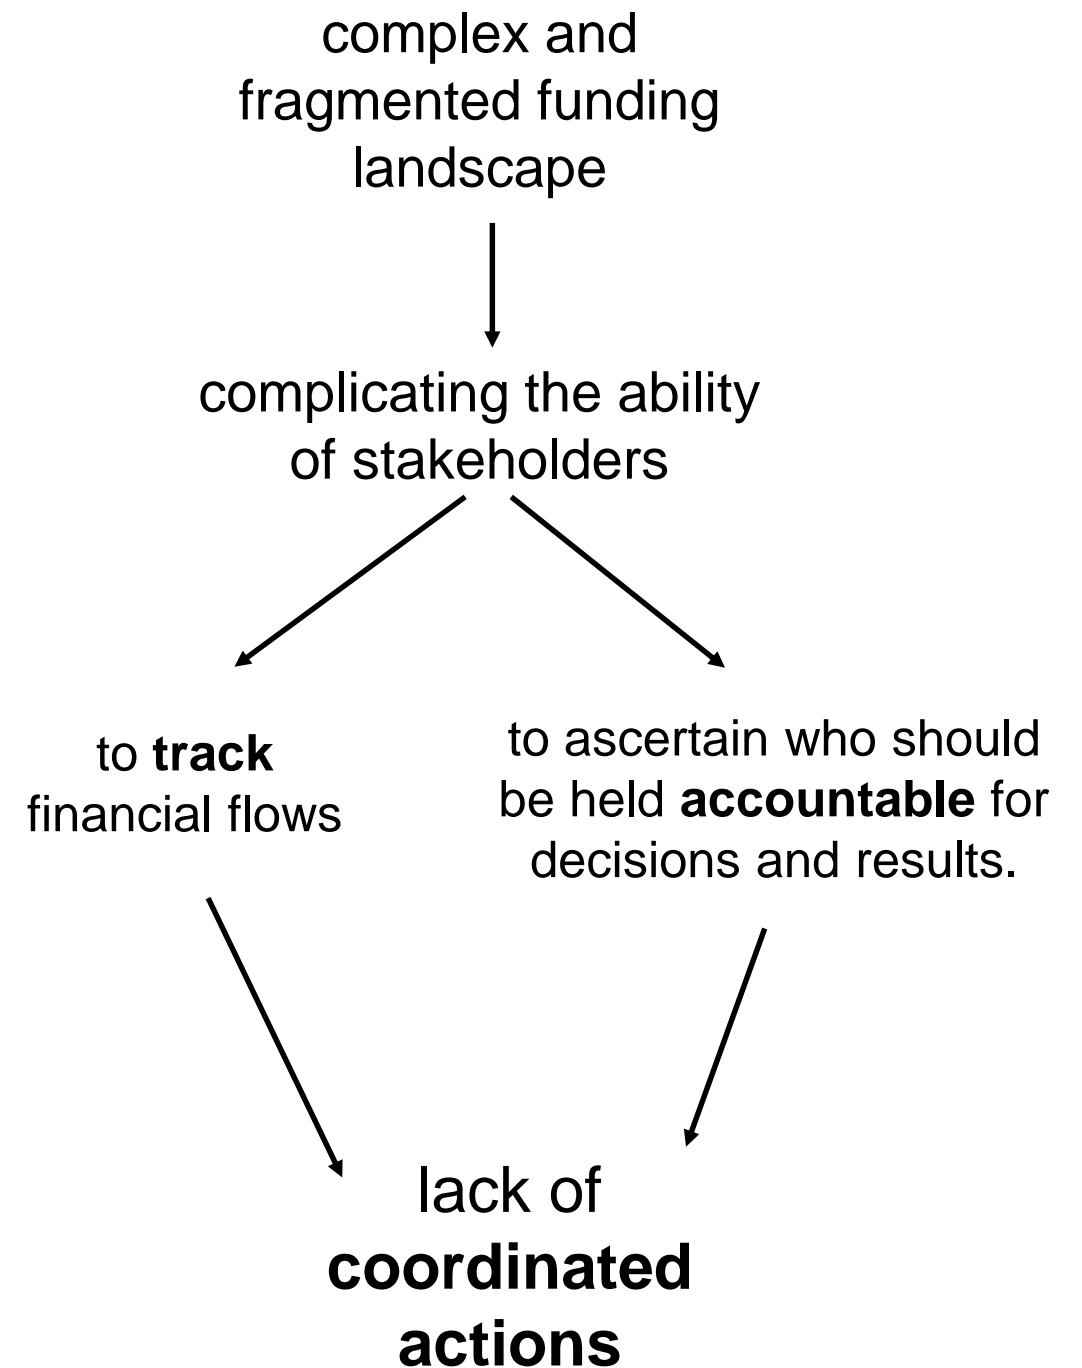 complex and
fragmented funding
landscape
complicating the ability
of stakeholders
to track
financial flows
to ascertain who should
be held accountable for
decisions and results.
lack of
coordinated
actions